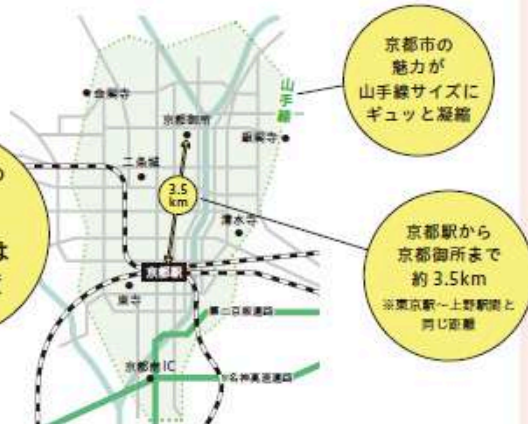 京都市の
魅力が
山手線サイズに
ギュッと凝縮
山手線
金閣寺
京都御所
銀閣寺
二条城
3.5
km
清水寺
の
は
京都駅から
京都御所まで
約3.5km
※東京駅～上野駅間と
同じ距離
京都駅
東寺
第二京阪道路
京都南IC
名神高速道路